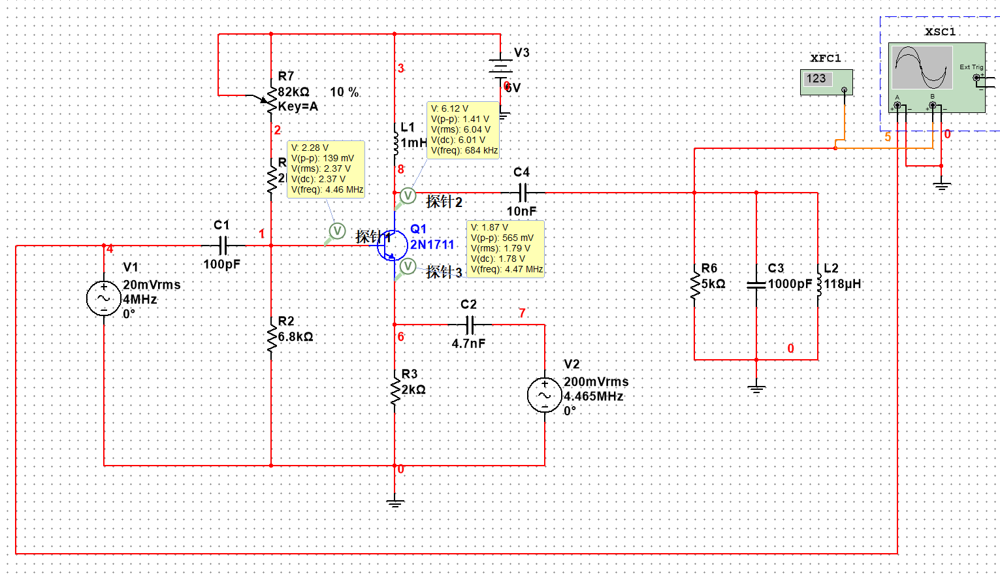 XSC1
Ext Trig
A
B
XFC1
123
V3
6V
0
3
R7
82kΩ
Key=A
10 %
2
V: 6.12 V
V(p-p): 1.41 V
V(rms): 6.04 V
V(dc): 6.01 V
V(freq): 684 kHz
L1
1mH
5
0
V: 2.28 V
V(p-p): 139 mV
V(rms): 2.37 V
V(dc): 2.37 V
V(freq): 4.46 MHz
R
2
8
C4
10nF
探针2
C1
100pF
1
探针1
Q1
2N1711
V: 1.87 V
V(p-p): 565 mV
V(rms): 1.79 V
V(dc): 1.78 V
V(freq): 4.47 MHz
探针3
4
V1
20mVrms
4MHz
0°
R6
5kΩ
C3
1000pF
L2
118µH
C2
4.7nF
7
R2
6.8kΩ
6
0
V2
200mVrms
4.465MHz
0°
R3
2kΩ
0